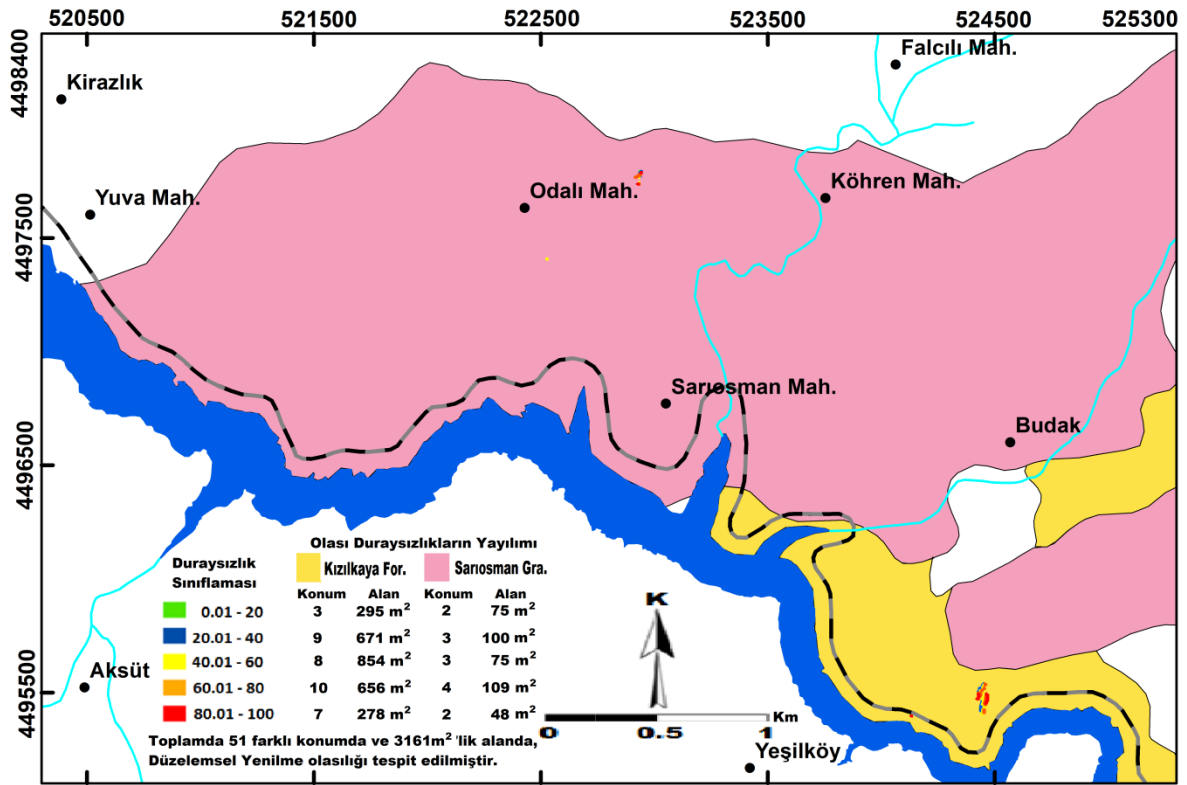 520500 521500 522500 523500 524500 525300
4498400
4497500
4496500
4495500
Falcılı Mah.
Kirazlık
Köhren Mah.
Odalı Mah.
Yuva Mah.
Sarıosman Mah.
Budak
Aksüt
Yeşilköy
Olası Duraysızlıkların Yayılımı
Duraysızlık
Sınıflaması
Kızılkaya For. Sarıosman Gra.
Konum Alan Konum Alan
0.01 - 20 3 295 m² 2 75 m²
20.01 - 40 9 671 m² 3 100 m²
40.01 - 60 8 854 m² 3 75 m²
60.01 - 80 10 656 m² 4 109 m²
80.01 - 100 7 278 m² 2 48 m²
Toplamda 51 farklı konumda ve 3161m² 'lik alanda,
Düzelemsel Yenilme olasılığı tespit edilmiştir.
K
Km
0 0.5 1